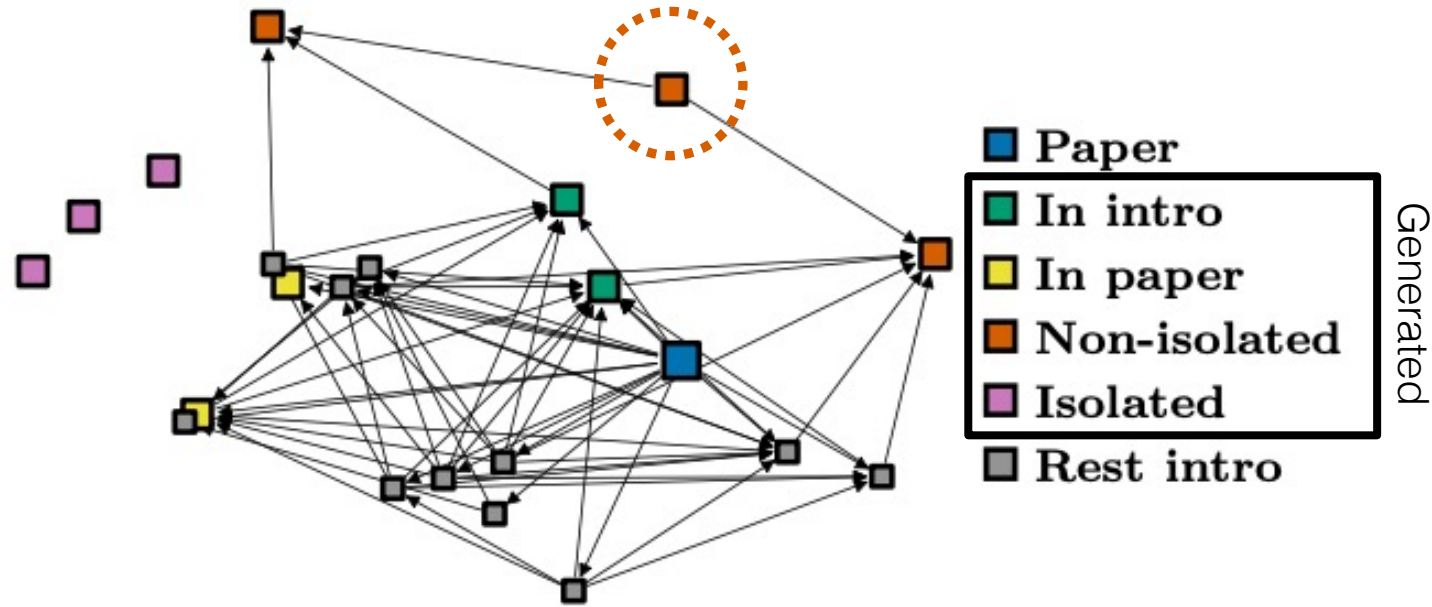 Paper
In intro
In paper
Non-isolated
Isolated
Rest intro
Generated